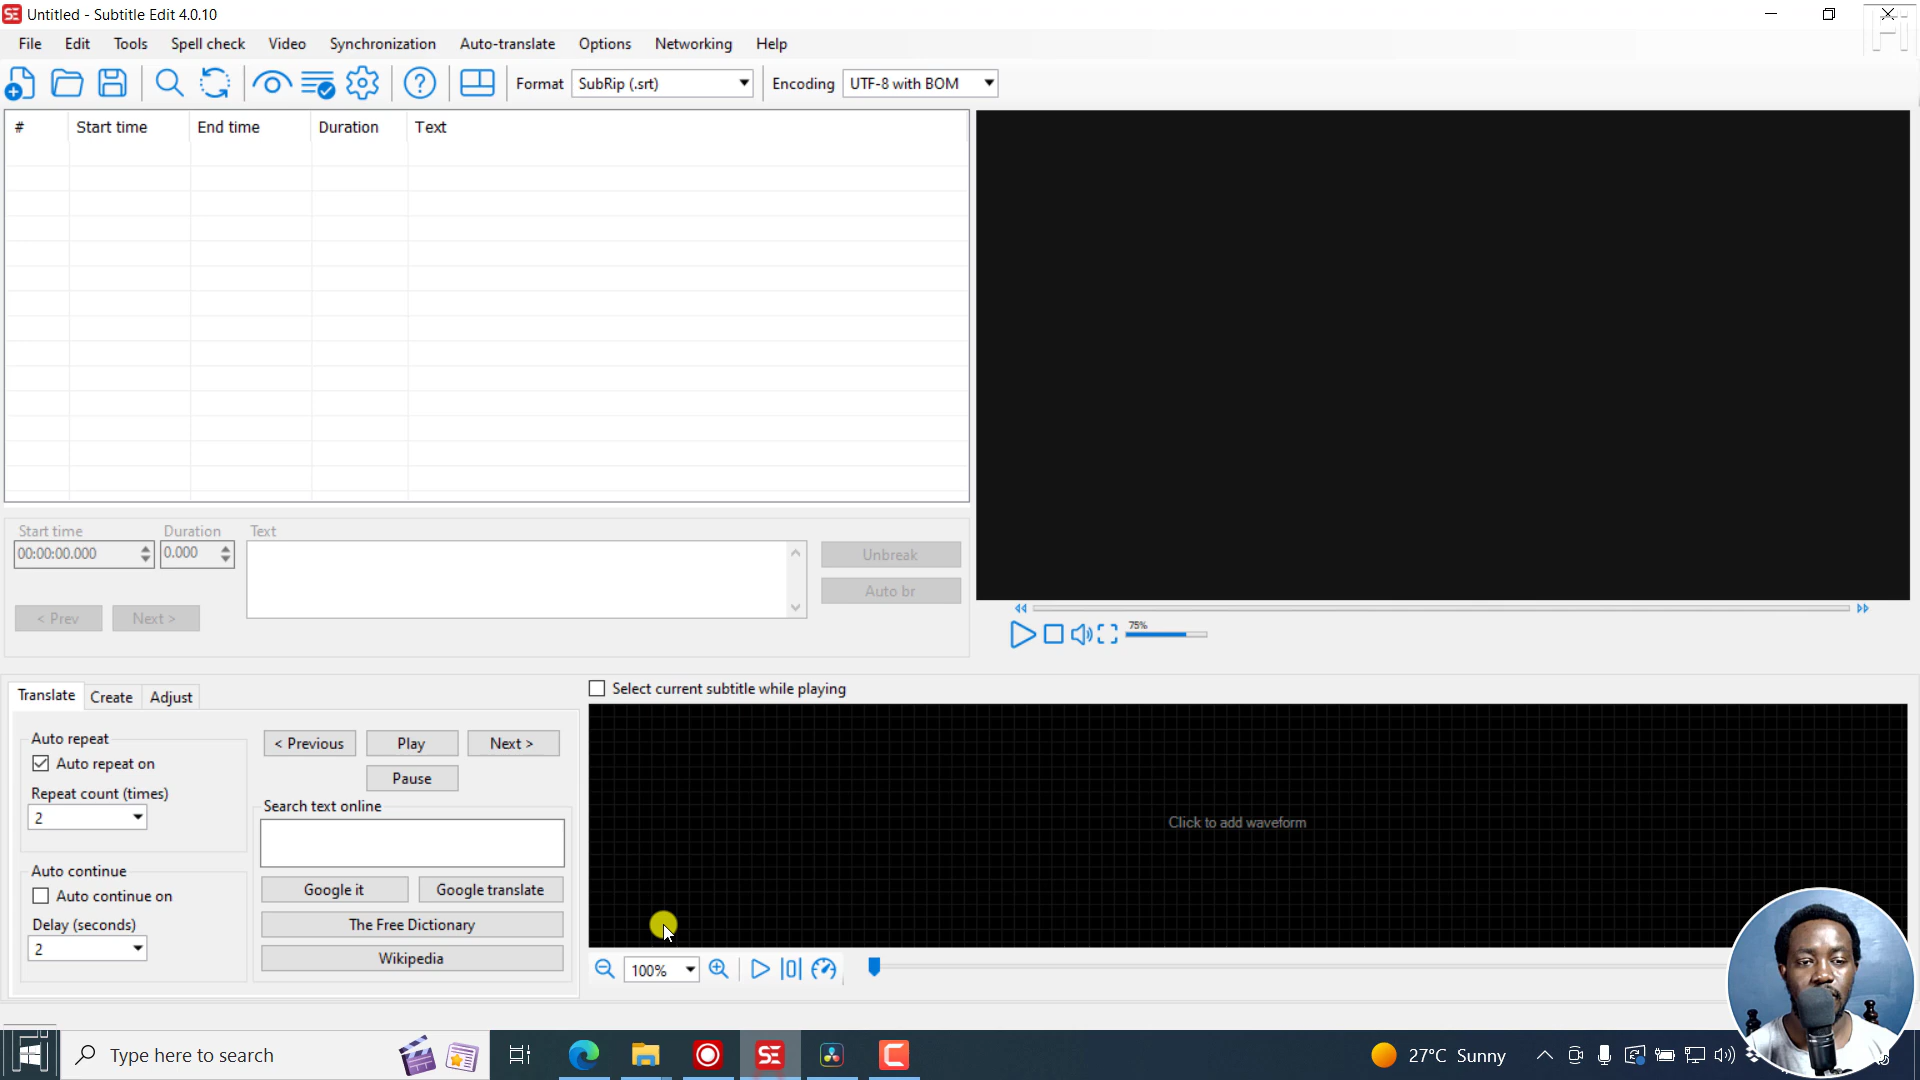 SE Untitled - Subtitle Edit 4.0.10
File Edit Tools Spell check Video Synchronization Auto-translate Options Networking Help
Format SubRip (.srt) Encoding UTF-8 with BOM
# Start time End time Duration Text
Start time Duration Text
00:00:00.000 0.000
Unbreak
Auto br
< Prev Next >
75%
Translate Create Adjust
Select current subtitle while playing
Auto repeat
Auto repeat on
Repeat count (times)
2
Auto continue
Auto continue on
Delay (seconds)
2
< Previous Play Next >
Pause
Search text online
Google it Google translate
The Free Dictionary
Wikipedia
Click to add waveform
100%
Type here to search
SE
27°C Sunny